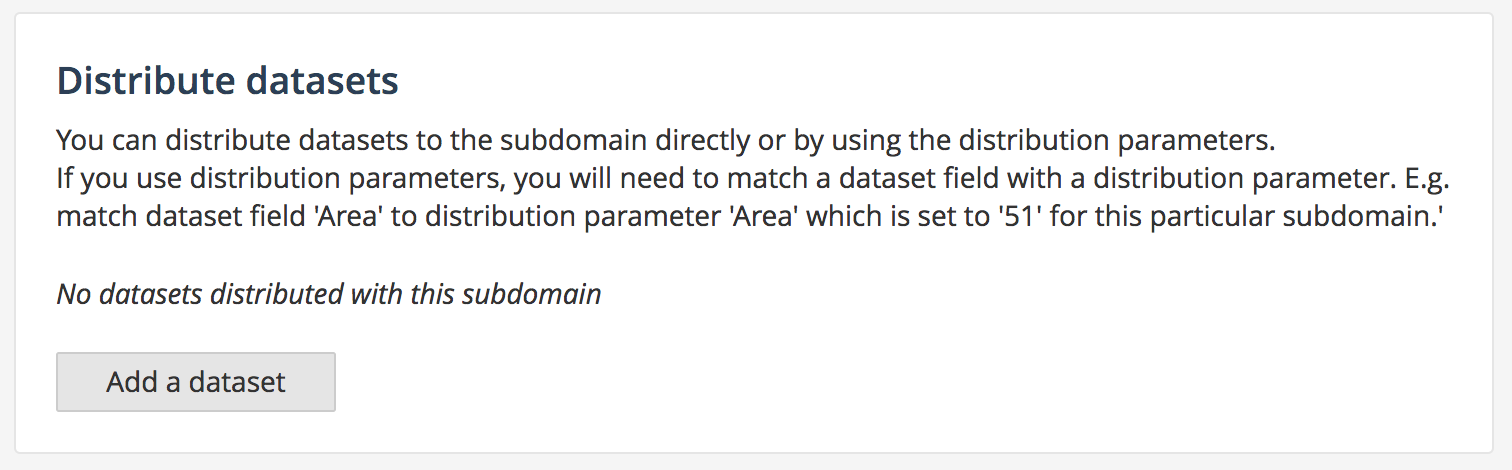 Distribute datasets
You can distribute datasets to the subdomain directly or by using the distribution parameters.
If you use distribution parameters, you will need to match a dataset field with a distribution parameter. E.g.
match dataset field 'Area' to distribution parameter 'Area' which is set to '51' for this particular subdomain.'
No datasets distributed with this subdomain
Add a dataset